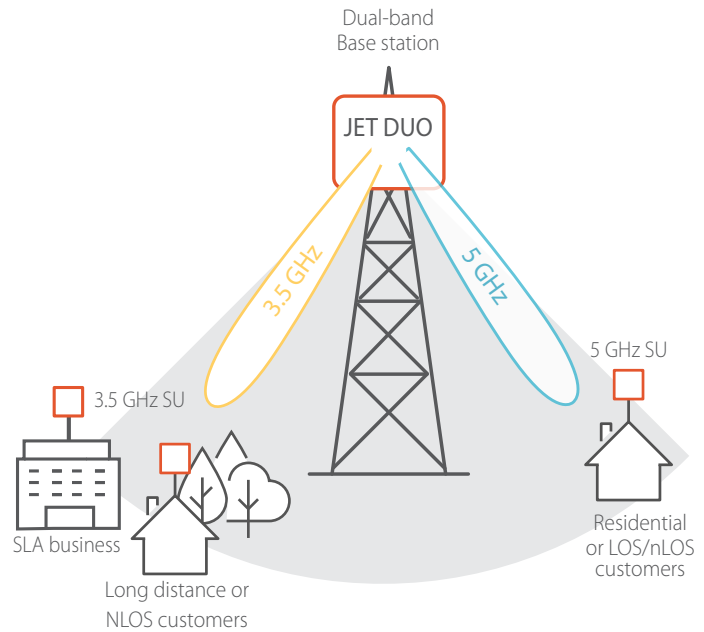 Dual-band
Base station
JET DUO
3.5 GHz
5 GHz
5 GHz SU
3.5 GHz SU
SLA business
Residential
or LOS/nLOS
customers
Long distance or
NLOS customers